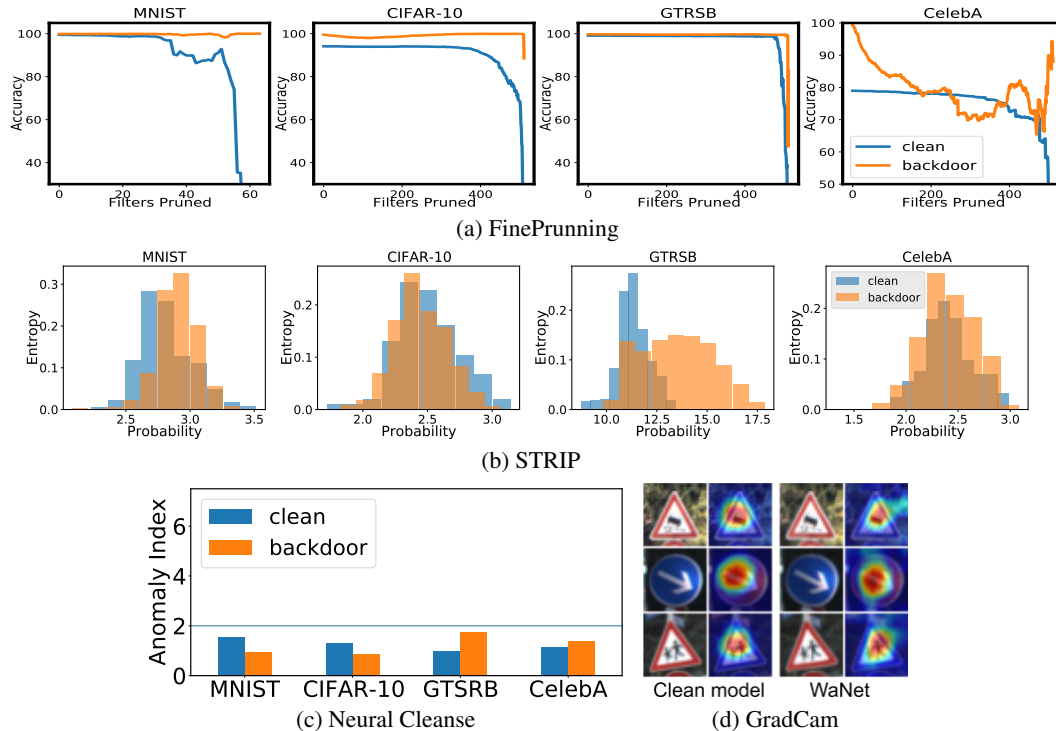 MNIST CIFAR-10 GTRSB CelebA
Accuracy 100 80 60 40 0 20 40 60 Filters Pruned
Accuracy 100 80 60 40 0 200 400 Filters Pruned
Accuracy 100 80 60 40 0 200 400 Filters Pruned
Accuracy 100 90 80 70 60 50 0 200 400 Filters Pruned
clean
backdoor
(a) FinePrunning
MNIST CIFAR-10 GTRSB CelebA
Entropy 0.3 0.2 0.1 0.0 2.5 3.0 3.5 Probability
Entropy 0.2 0.1 0.0 2.0 2.5 3.0 Probability
Entropy 0.2 0.1 0.0 10.0 12.5 15.0 17.5 Probability
Entropy 0.2 0.1 0.0 1.5 2.0 2.5 3.0 Probability
clean
backdoor
(b) STRIP
Anomaly Index
6
4
2
0
clean
backdoor
MNIST CIFAR-10 GTSRB CelebA
(c) Neural Cleanse
Clean model WaNet
(d) GradCam